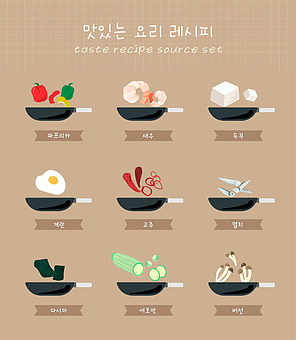 맛있는 요리 레시피
taste recipe source set
파프리카
새우
두부
계란
고추
멸치
다시마
애호박
버섯